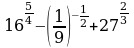 16^{5/4} − (1/9)^{−1/2} + 27^{2/3}